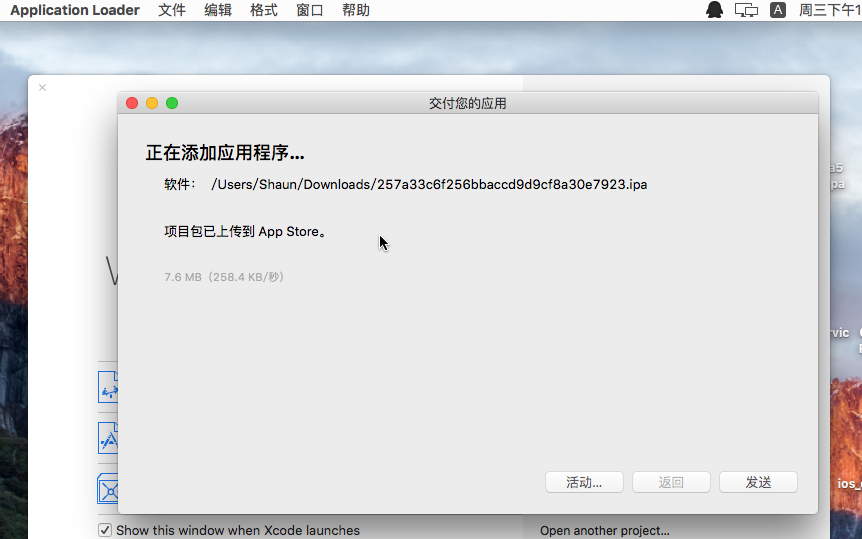 Application Loader 文件 编辑 格式 窗口 帮助 A 周三下午1
交付您的应用
正在添加应用程序...
软件： /Users/Shaun/Downloads/257a33c6f256bbaccd9d9cf8a30e7923.ipa
项目包已上传到 App Store。
7.6 MB（258.4 KB/秒）
活动... 返回 发送
Show this window when Xcode launches
Open another project...